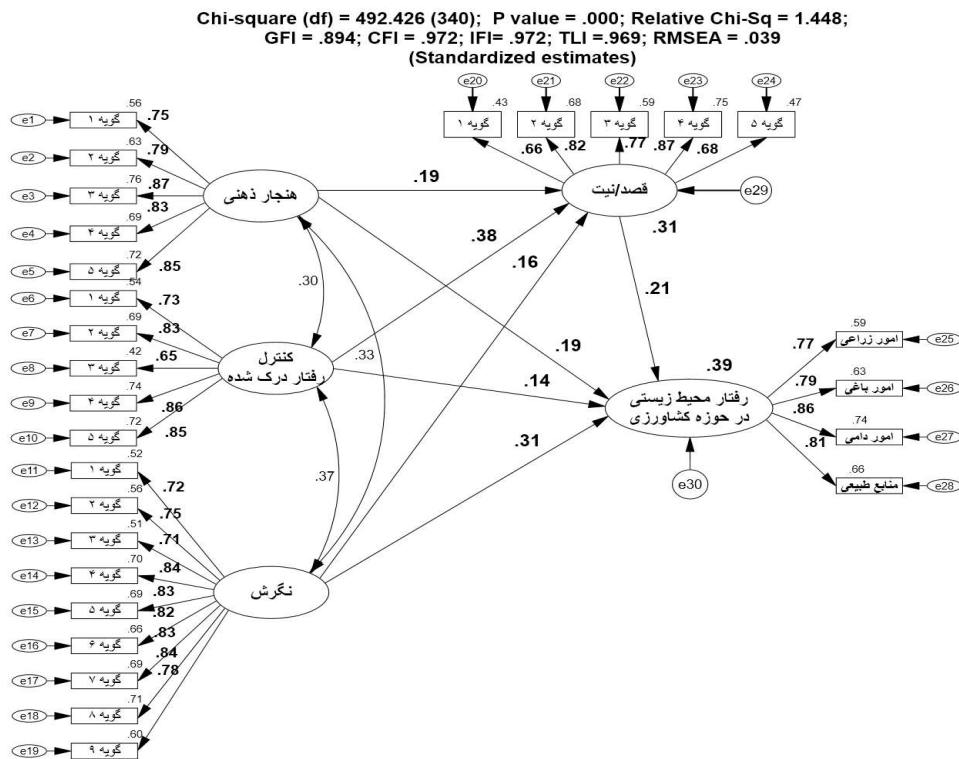 Chi-square (df) = 492.426 (340); P value = .000; Relative Chi-Sq = 1.448;
GFI = .894; CFI = .972; IFI= .972; TLI =.969; RMSEA = .039
(Standardized estimates)
e20 e21 e22 e23 e24
.43 .68 .59 .75 .47
گویه ۱ گویه ۲ گویه ۳ گویه ۴ گویه ۵
.66 .82 .77 .87 .68
قصد/نیت
e29
.31
e1 گویه ۱ .56 .75
e2 گویه ۲ .63 .79
e3 گویه ۳ .76 .87
e4 گویه ۴ .69 .83
e5 گویه ۵ .72 .85
هنجار ذهنی
e6 گویه ۱ .54 .73
e7 گویه ۲ .69 .83
e8 گویه ۳ .42 .65
e9 گویه ۴ .74 .86
e10 گویه ۵ .72 .85
کنترل
رفتار درک شده
e11 گویه ۱ .52 .72
e12 گویه ۲ .56 .75
e13 گویه ۳ .51 .71
e14 گویه ۴ .70 .84
e15 گویه ۵ .69 .83
e16 گویه ۶ .66 .82
e17 گویه ۷ .69 .83
e18 گویه ۸ .71 .84
e19 گویه ۹ .60 .78
نگرش
.30
.33
.37
.19
.38
.16
.21
.19
.14
.31
.39
رفتار محیط زیستی
در حوزه کشاورزی
e30
.77 .59 امور زراعی e25
.79 .63 امور باغی e26
.86 .74 امور دامی e27
.81 .66 منابع طبیعی e28